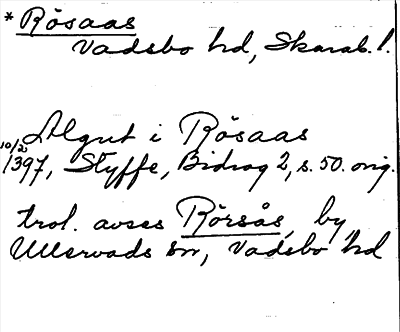 * Rösaas
Vadsbo hd, Skarab. l.
Algut i Rösaas
10/2 1397, Styffe, Bidrag 2, s. 50. orig.
trol. avses Rörsås, by,
Ullervads sn, Vadsbo hd